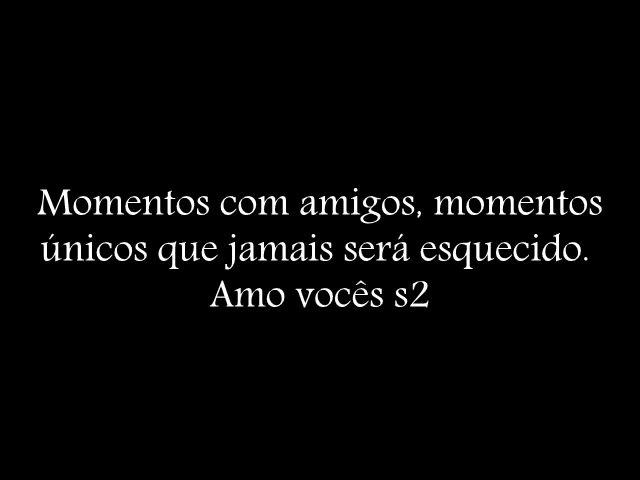 Momentos com amigos, momentos
únicos que jamais será esquecido.
Amo vocês s2